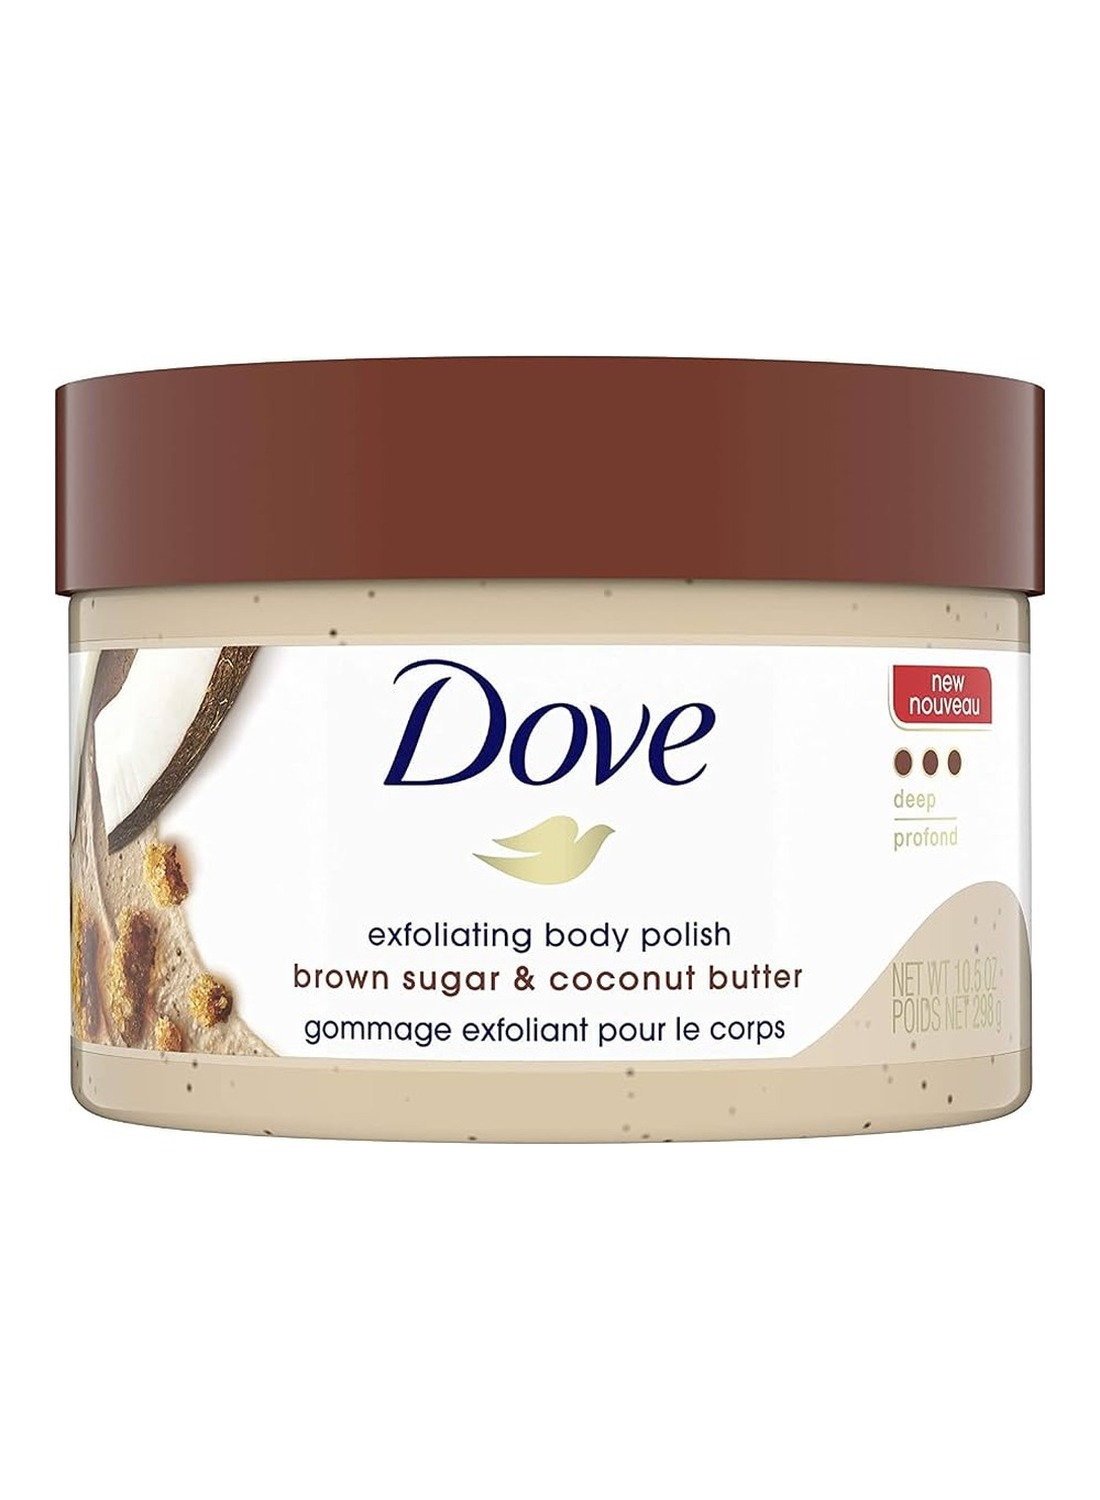 Dove
new
nouveau
deep
profond
exfoliating body polish
brown sugar & coconut butter
gommage exfoliant pour le corps
NET WT 10.5 OZ •
POIDS NET 298 g